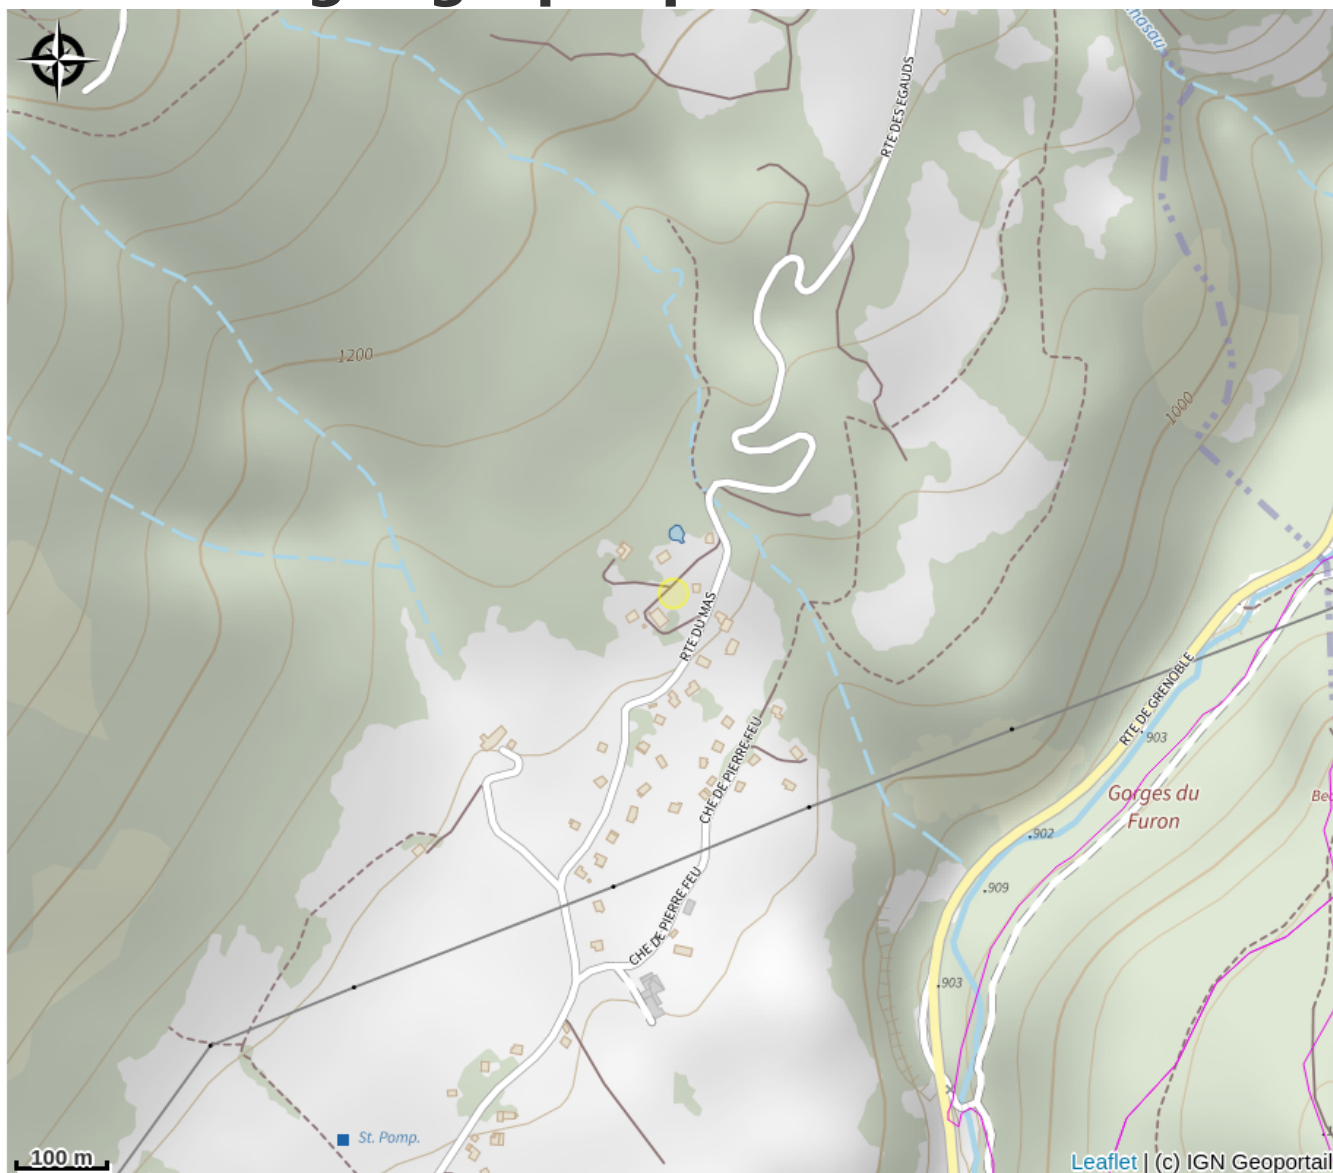 RTE DES EGAUDS
1200
1000
RTE DU MAS
RTE DE GRENOBLE
903
CHE DE PIERRE FEU
Gorges du
Furon
902
909
CHE DE PIERRE FEU
903
St. Pomp.
100 m
Leaflet | (c) IGN Geoportail